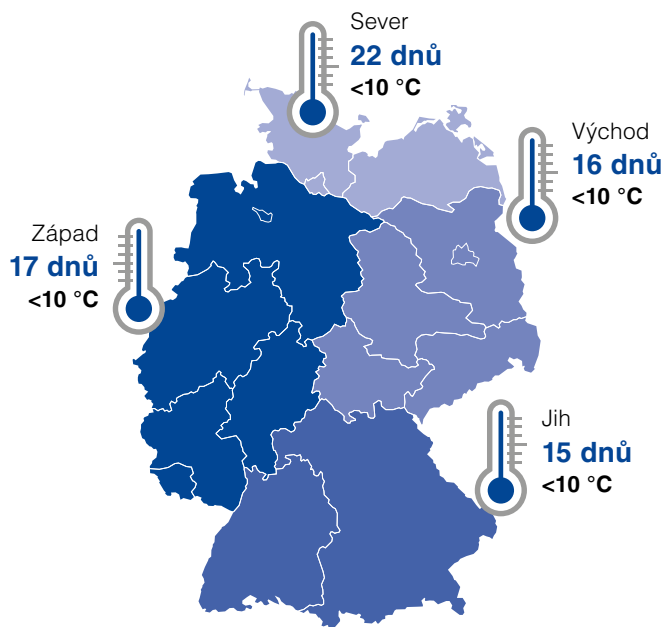 Sever
22 dnů
<10 °C
Východ
16 dnů
<10 °C
Západ
17 dnů
<10 °C
Jih
15 dnů
<10 °C